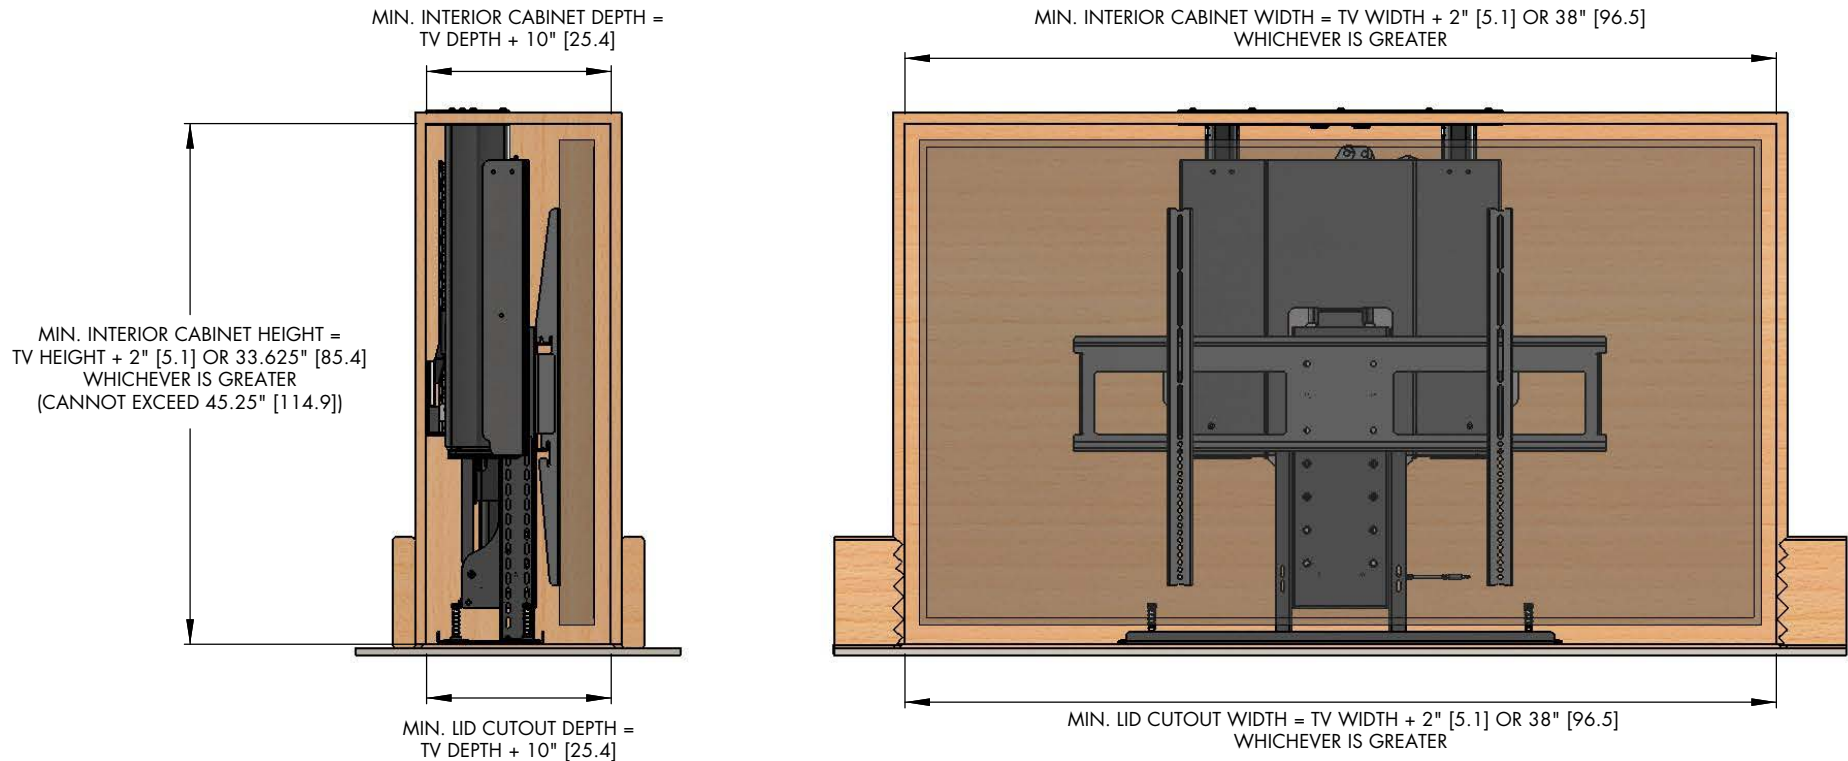 MIN. INTERIOR CABINET DEPTH =
TV DEPTH + 10" [25.4]
MIN. INTERIOR CABINET WIDTH = TV WIDTH + 2" [5.1] OR 38" [96.5]
WHICHEVER IS GREATER
MIN. INTERIOR CABINET HEIGHT =
TV HEIGHT + 2" [5.1] OR 33.625" [85.4]
WHICHEVER IS GREATER
(CANNOT EXCEED 45.25" [114.9])
MIN. LID CUTOUT DEPTH =
TV DEPTH + 10" [25.4]
MIN. LID CUTOUT WIDTH = TV WIDTH + 2" [5.1] OR 38" [96.5]
WHICHEVER IS GREATER